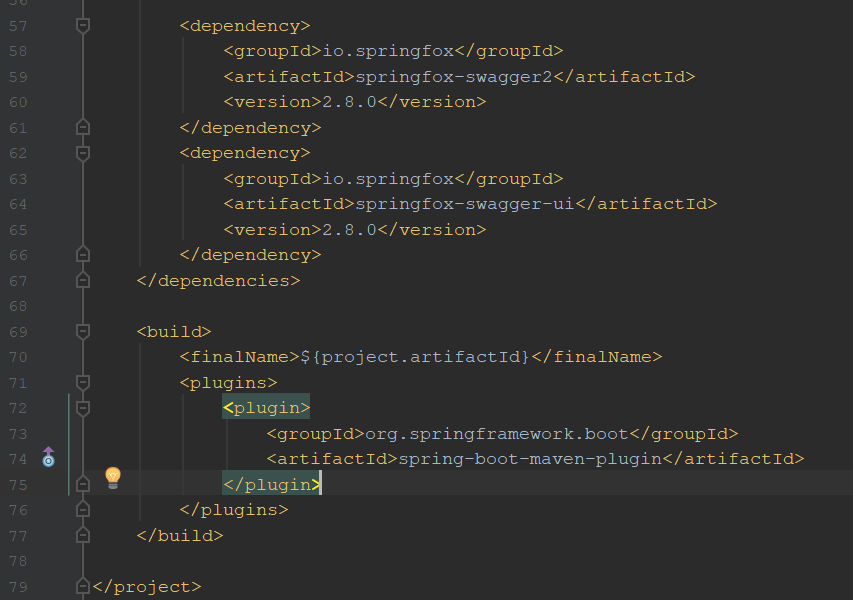 56
57 <dependency>
58 <groupId>io.springfox</groupId>
59 <artifactId>springfox-swagger2</artifactId>
60 <version>2.8.0</version>
61 </dependency>
62 <dependency>
63 <groupId>io.springfox</groupId>
64 <artifactId>springfox-swagger-ui</artifactId>
65 <version>2.8.0</version>
66 </dependency>
67 </dependencies>
68
69 <build>
70 <finalName>${project.artifactId}</finalName>
71 <plugins>
72 <plugin>
73 <groupId>org.springframework.boot</groupId>
74 <artifactId>spring-boot-maven-plugin</artifactId>
75 </plugin>
76 </plugins>
77 </build>
78
79 </project>